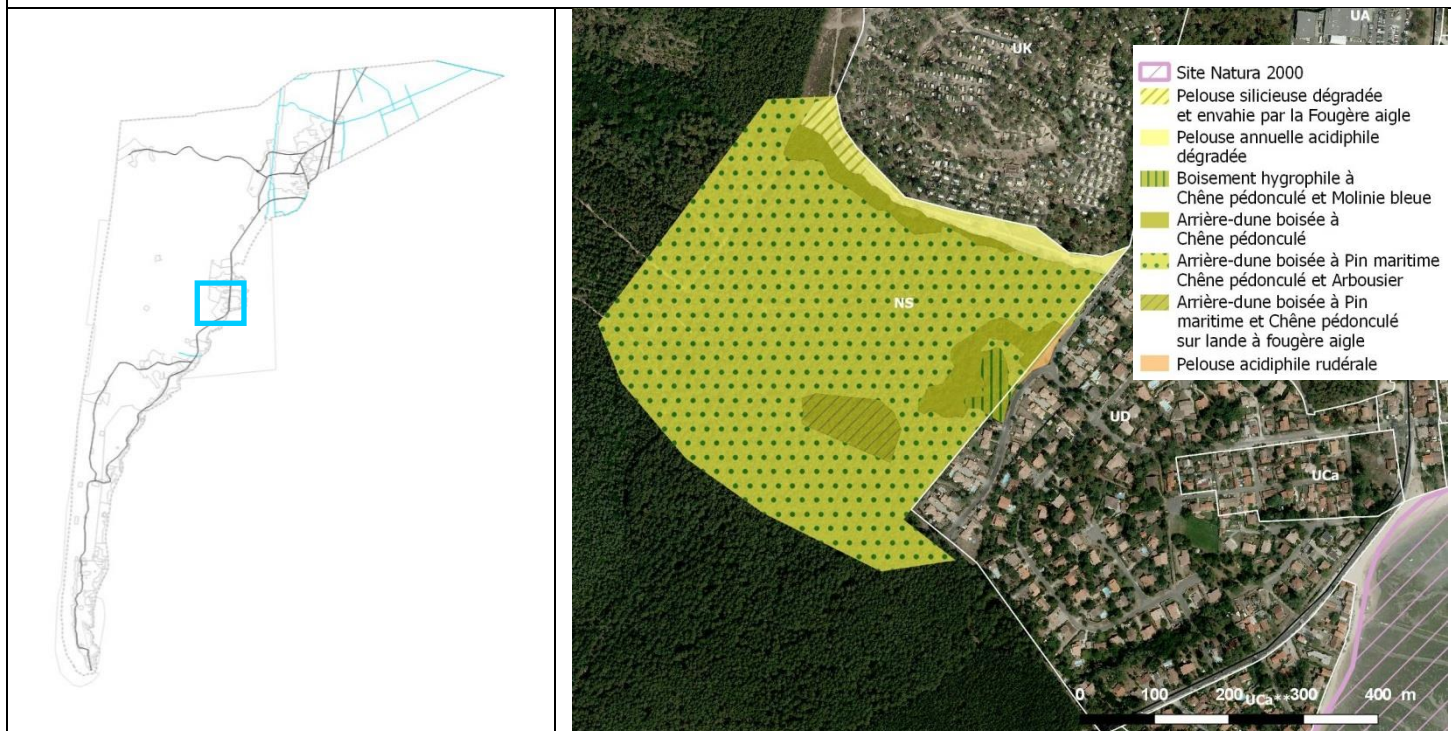 UA
UK
Site Natura 2000
Pelouse silicieuse dégradée
et envahie par la Fougère aigle
Pelouse annuelle acidiphile
dégradée
Boisement hygrophile à
Chêne pédonculé et Molinie bleue
Arrière-dune boisée à
Chêne pédonculé
Arrière-dune boisée à Pin maritime
Chêne pédonculé et Arbousier
Arrière-dune boisée à Pin
maritime et Chêne pédonculé
sur lande à fougère aigle
Pelouse acidiphile rudérale
NS
UD
UCa
0 100 200 300 400 m
UCa**